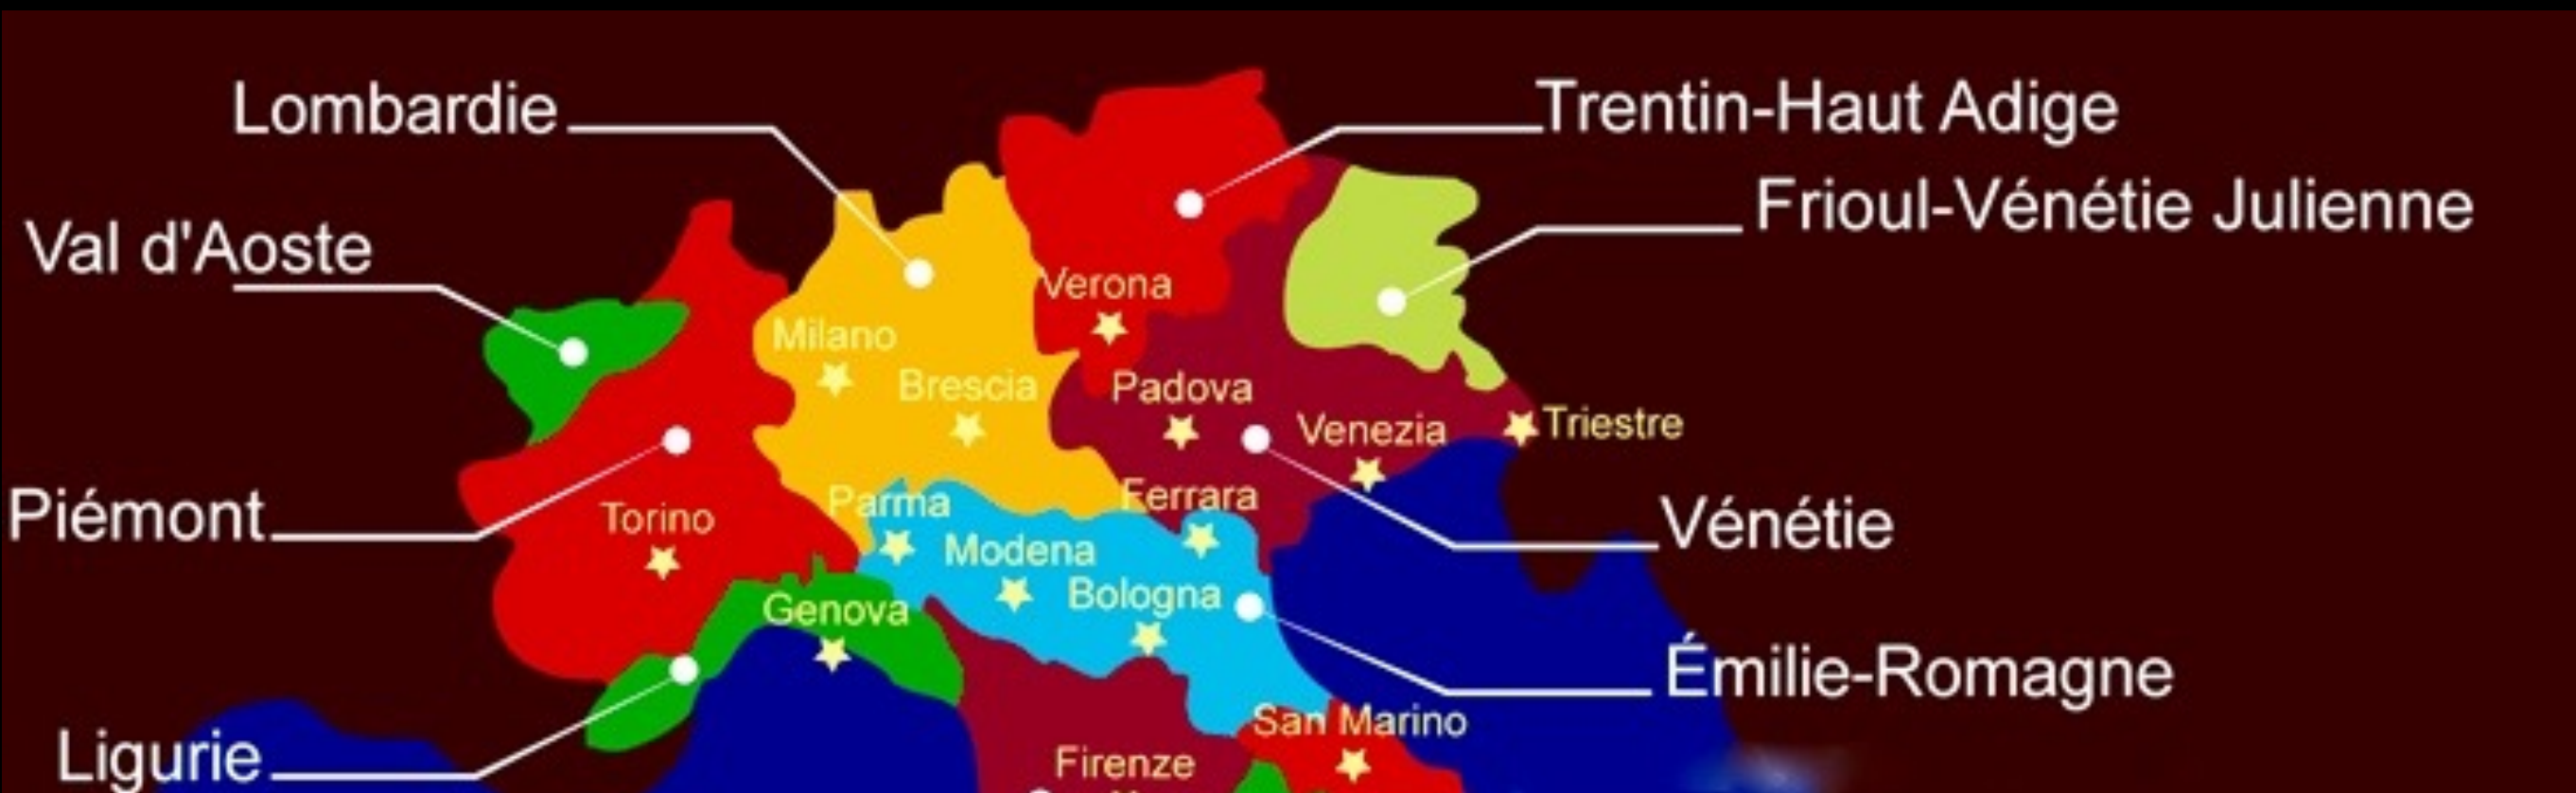 Lombardie
Trentin-Haut Adige
Frioul-Vénétie Julienne
Val d'Aoste
Verona
Milano
Brescia
Padova
Venezia
Triestre
Piémont
Torino
Parma
Ferrara
Vénétie
Modena
Bologna
Genova
Émilie-Romagne
San Marino
Ligurie
Firenze